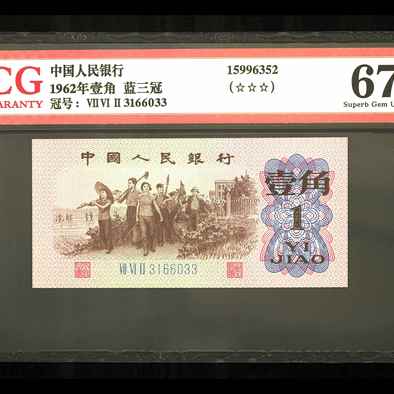 CG
ARANTY
中国人民银行
1962年壹角 蓝三冠
冠号：Ⅶ Ⅵ Ⅱ 3166033
15996352
(☆☆☆)
67
Superb Gem U
中國人民銀行
壹角
1
YI
JIAO
Ⅶ Ⅵ Ⅱ 3166033